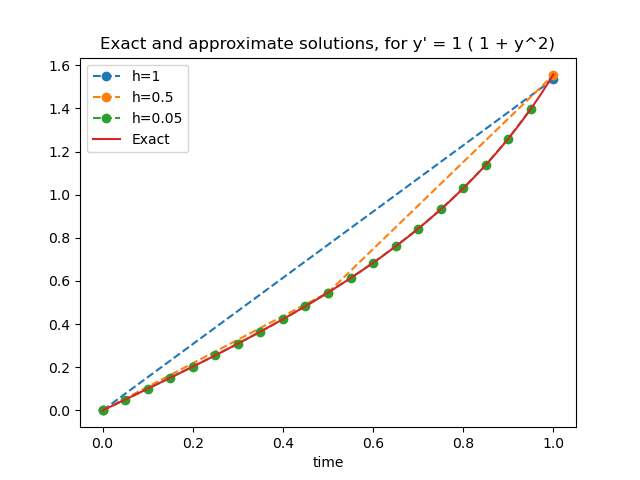 Exact and approximate solutions, for y' = 1 ( 1 + y^2)
1.6
1.4
1.2
1.0
0.8
0.6
0.4
0.2
0.0
h=1
h=0.5
h=0.05
Exact
0.0 0.2 0.4 0.6 0.8 1.0
time